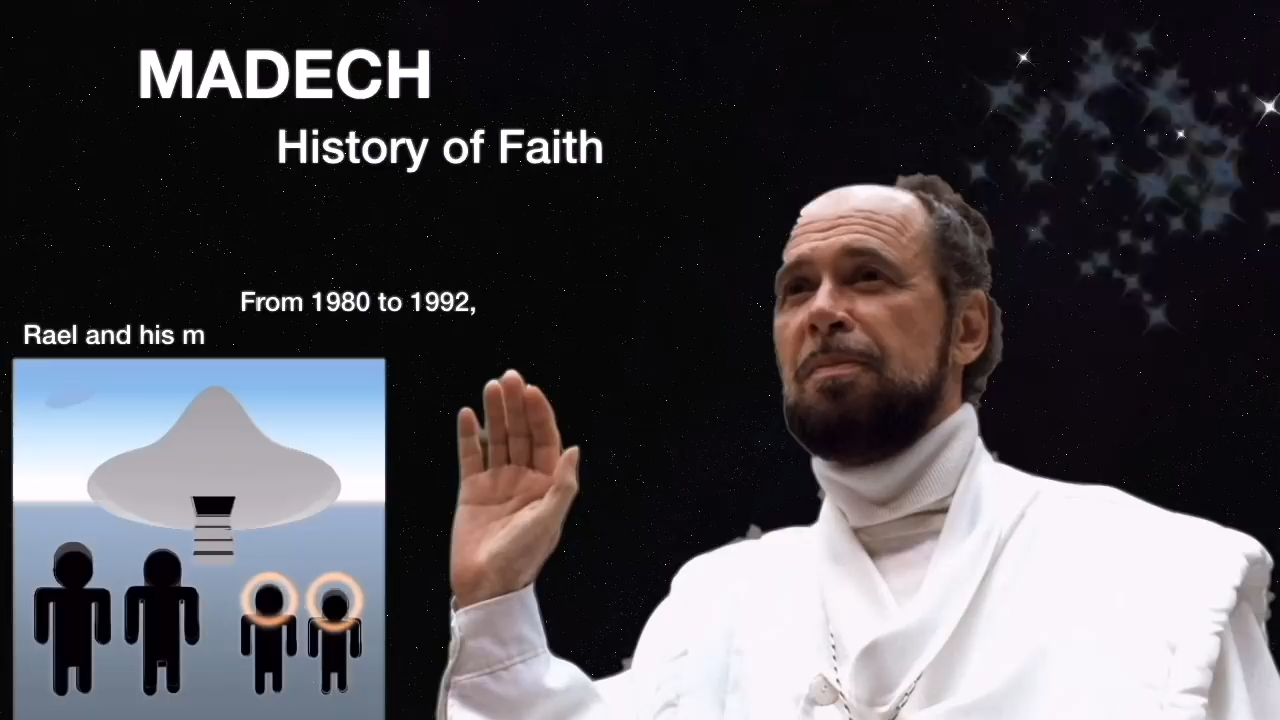 MADECH
History of Faith
From 1980 to 1992,
Rael and his m